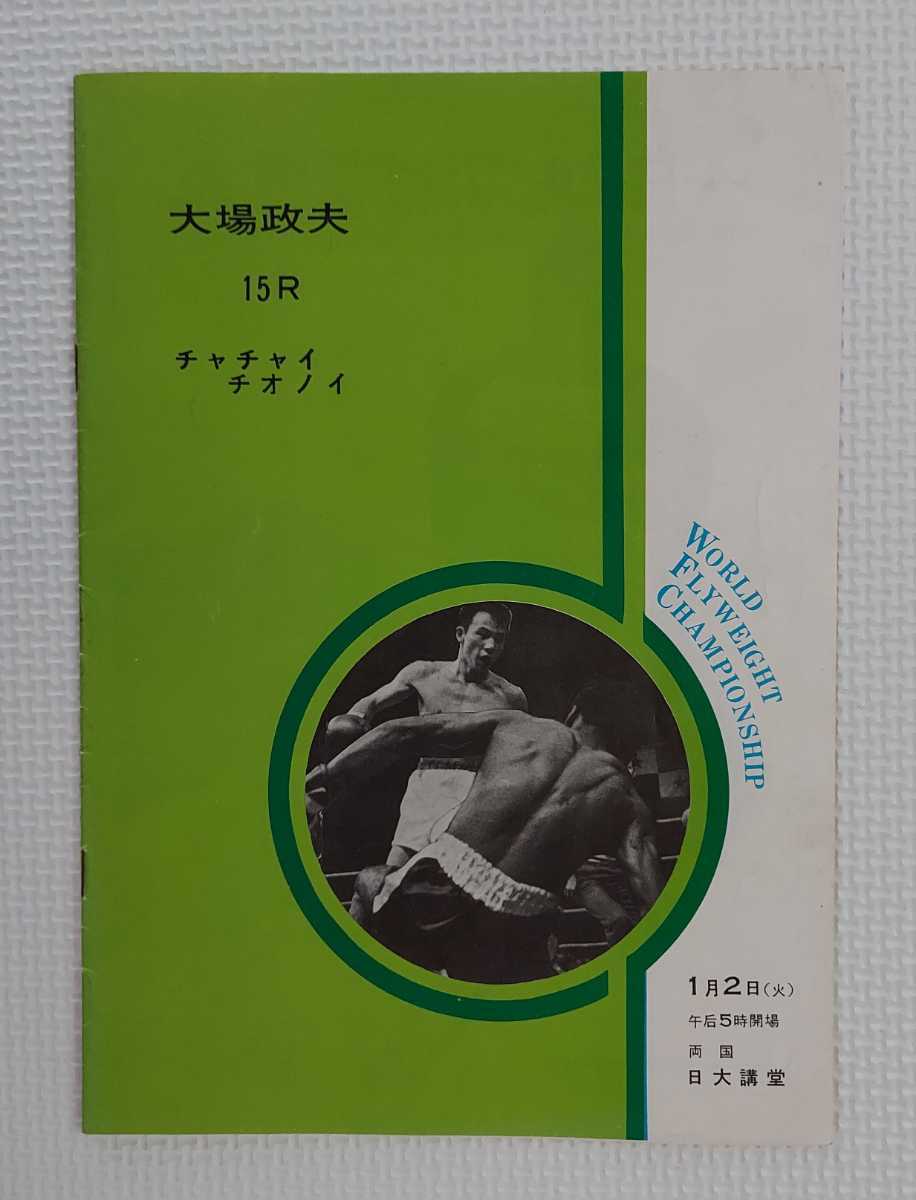 大場政夫
15R
チャチャイ
チオノイ
WORLD
FLYWEIGHT
CHAMPIONSHIP
1月2日(火)
午后5時開場
両国
日大講堂